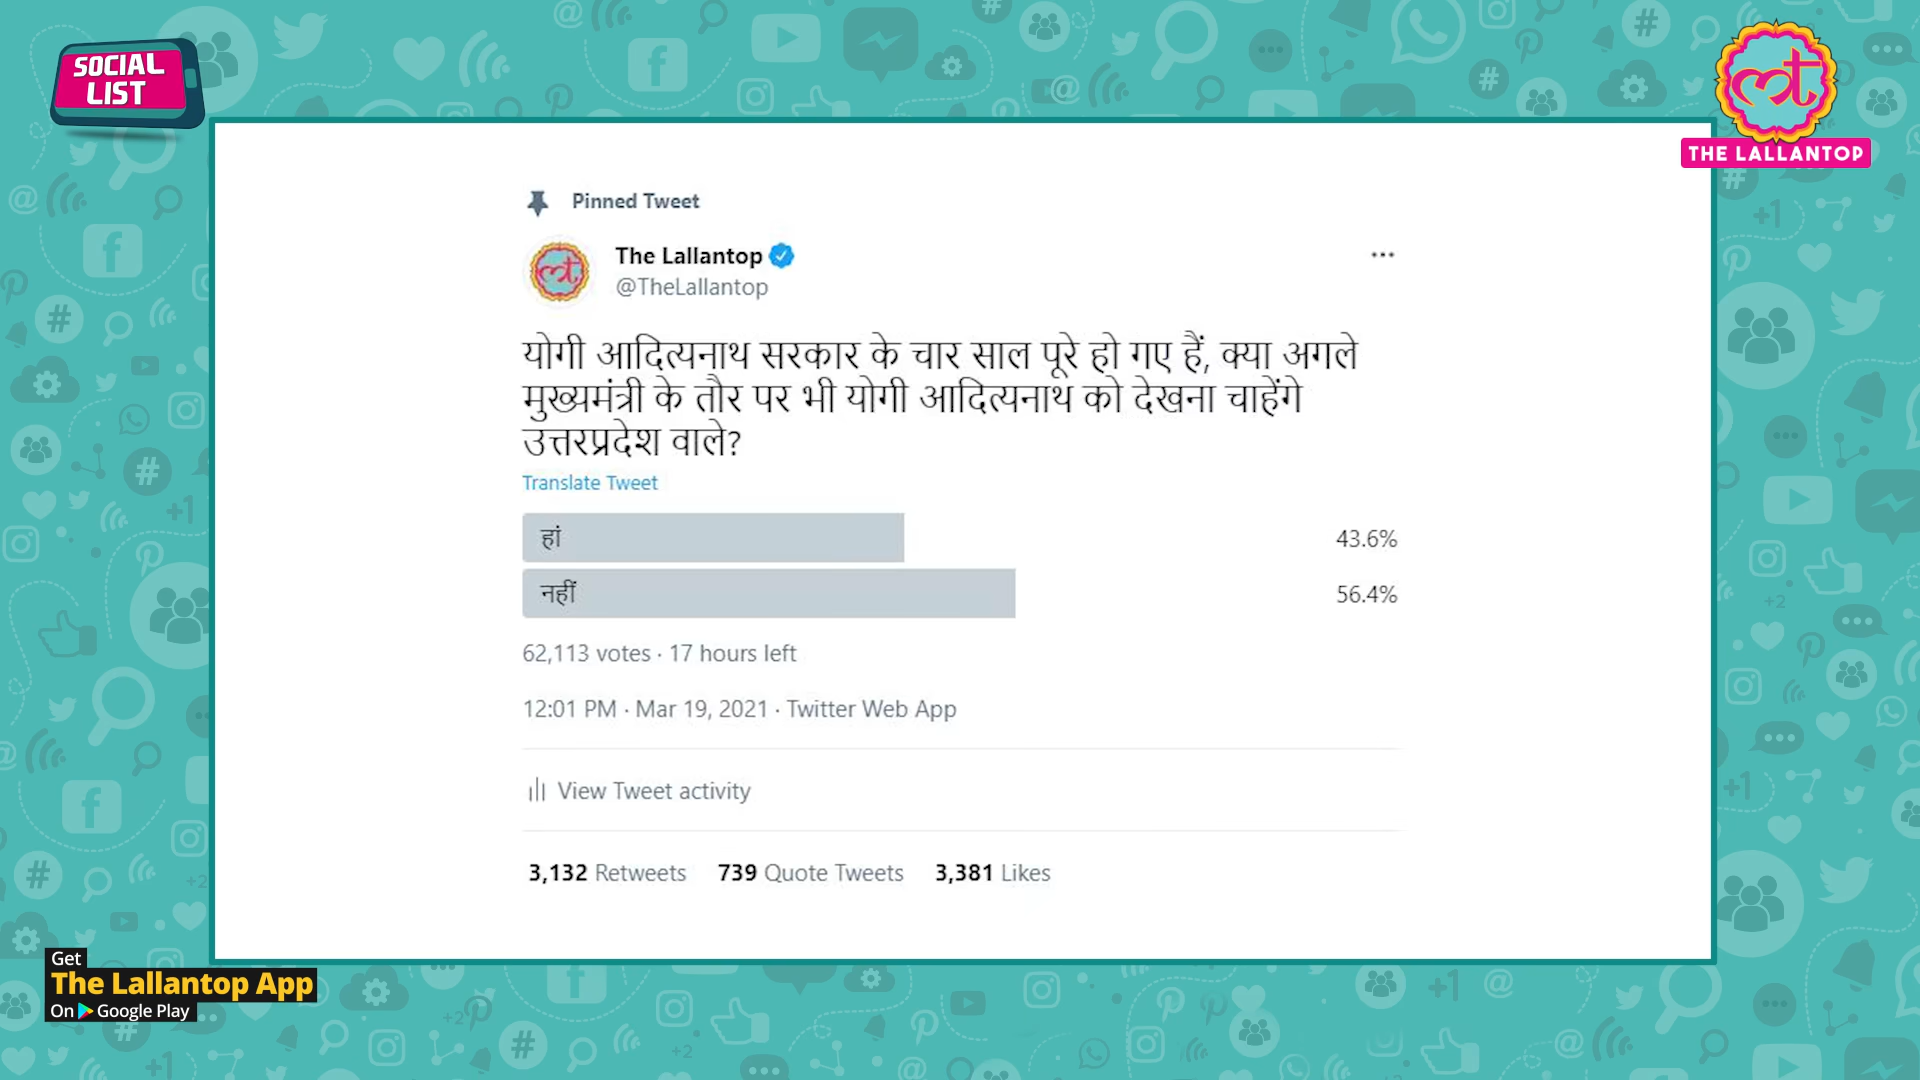 SOCIAL
LIST
THE LALLANTOP
Pinned Tweet
The Lallantop
@TheLallantop
योगी आदित्यनाथ सरकार के चार साल पूरे हो गए हैं, क्या अगले
मुख्यमंत्री के तौर पर भी योगी आदित्यनाथ को देखना चाहेंगे
उत्तरप्रदेश वाले?
Translate Tweet
हां 43.6%
नहीं 56.4%
62,113 votes · 17 hours left
12:01 PM · Mar 19, 2021 · Twitter Web App
View Tweet activity
3,132 Retweets 739 Quote Tweets 3,381 Likes
Get
The Lallantop App
On Google Play